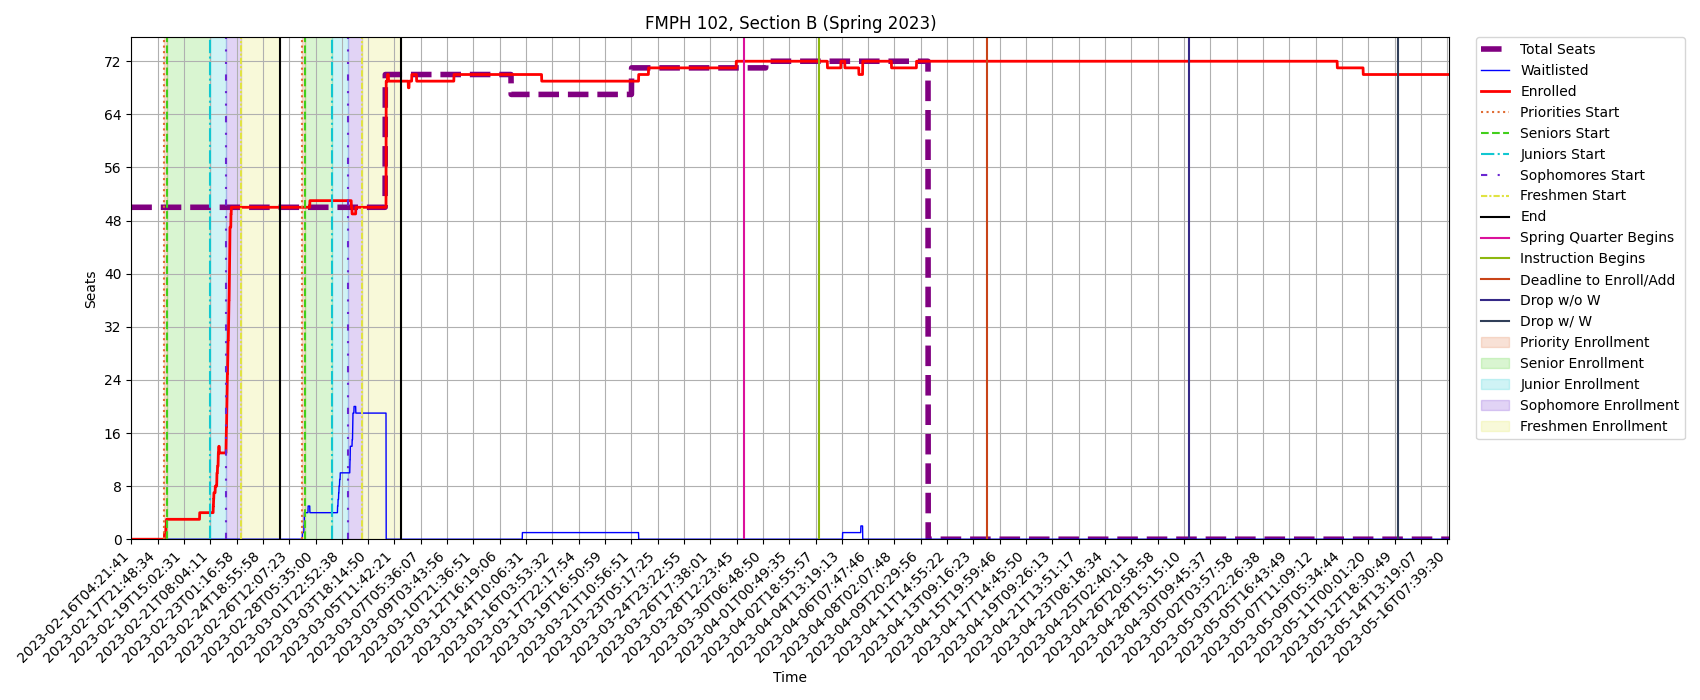 FMPH 102, Section B (Spring 2023)
Seats
72
64
56
48
40
32
24
16
8
0
2023-02-16T04:21:41
2023-02-17T21:48:34
2023-02-19T15:02:31
2023-02-21T08:04:11
2023-02-23T01:16:58
2023-02-24T18:55:58
2023-02-26T12:07:23
2023-02-28T05:35:00
2023-03-01T22:52:38
2023-03-03T18:14:50
2023-03-05T11:42:21
2023-03-07T05:36:07
2023-03-09T03:43:56
2023-03-10T21:36:51
2023-03-12T16:19:06
2023-03-14T10:06:31
2023-03-16T03:53:32
2023-03-17T22:17:54
2023-03-19T16:50:59
2023-03-21T10:56:51
2023-03-23T05:17:25
2023-03-24T23:22:55
2023-03-26T17:38:01
2023-03-28T12:23:45
2023-03-30T06:48:50
2023-04-01T00:49:35
2023-04-02T18:55:57
2023-04-04T13:19:13
2023-04-06T07:47:46
2023-04-08T02:07:48
2023-04-09T20:29:56
2023-04-11T14:55:22
2023-04-13T09:16:23
2023-04-15T19:59:46
2023-04-17T14:45:50
2023-04-19T09:26:13
2023-04-21T13:51:17
2023-04-23T08:18:34
2023-04-25T02:40:11
2023-04-26T20:58:58
2023-04-28T15:15:10
2023-04-30T09:45:37
2023-05-02T03:57:58
2023-05-03T22:26:38
2023-05-05T16:43:49
2023-05-07T11:09:12
2023-05-09T05:34:44
2023-05-11T00:01:20
2023-05-12T18:30:49
2023-05-14T13:19:07
2023-05-16T07:39:30
Time
Total Seats
Waitlisted
Enrolled
Priorities Start
Seniors Start
Juniors Start
Sophomores Start
Freshmen Start
End
Spring Quarter Begins
Instruction Begins
Deadline to Enroll/Add
Drop w/o W
Drop w/ W
Priority Enrollment
Senior Enrollment
Junior Enrollment
Sophomore Enrollment
Freshmen Enrollment